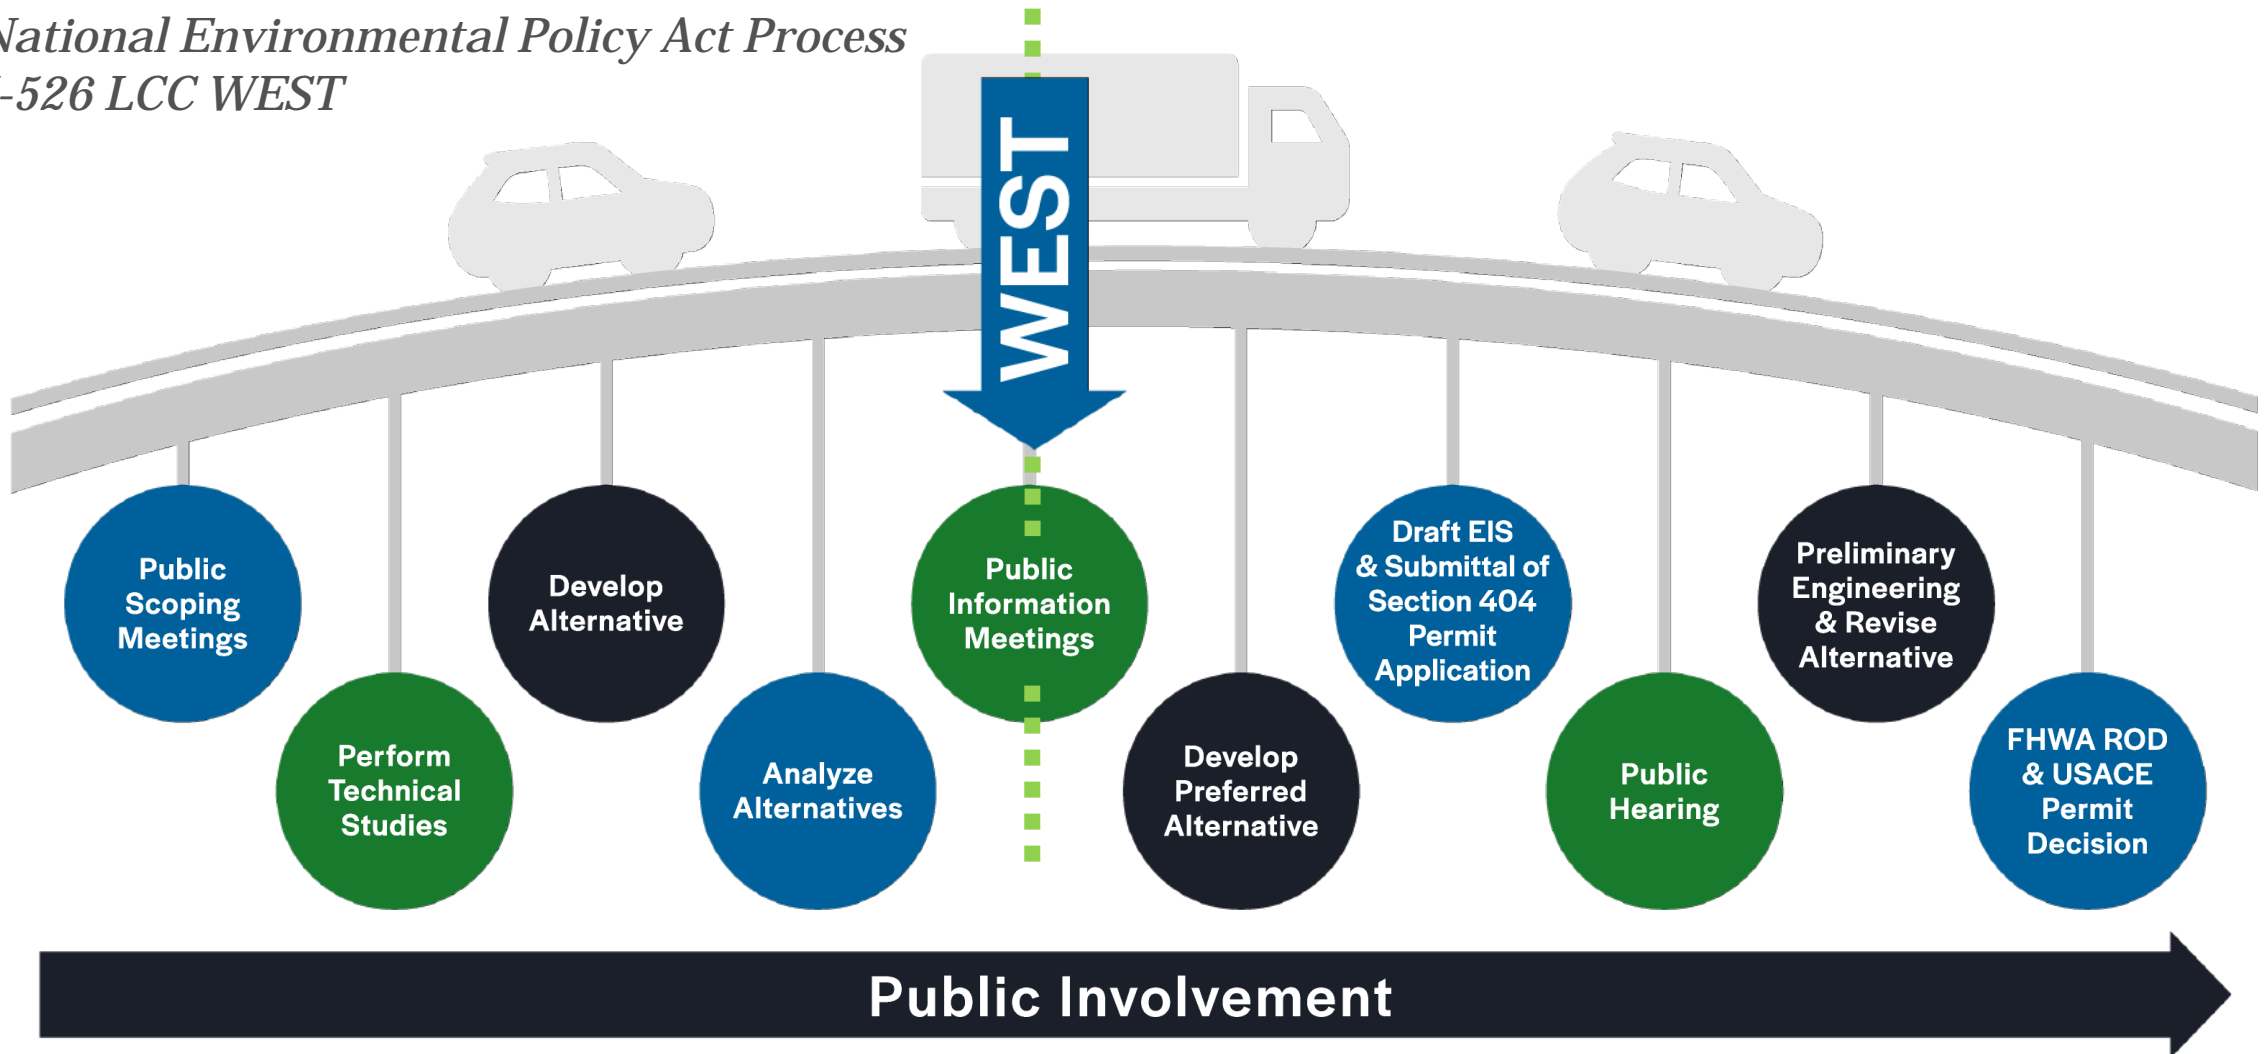 National Environmental Policy Act Process
-526 LCC WEST
WEST
Public
Scoping
Meetings
Perform
Technical
Studies
Develop
Alternative
Analyze
Alternatives
Public
Information
Meetings
Develop
Preferred
Alternative
Draft EIS
& Submittal of
Section 404
Permit
Application
Public
Hearing
Preliminary
Engineering
& Revise
Alternative
FHWA ROD
& USACE
Permit
Decision
Public Involvement